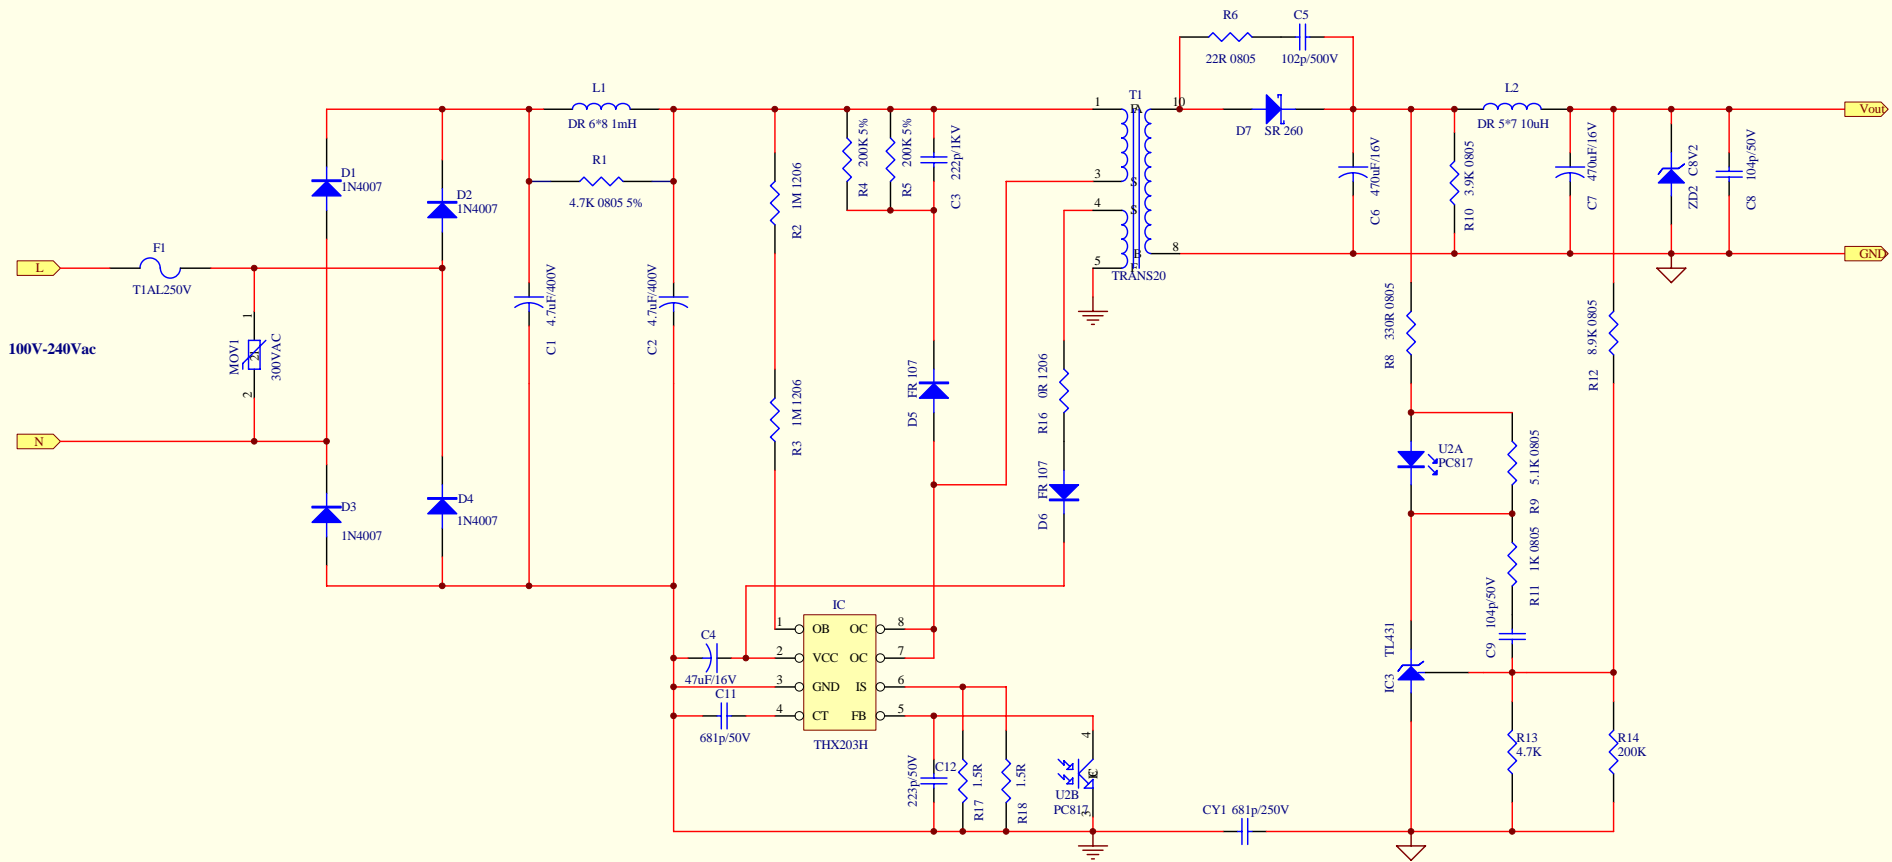 R6
C5
22R 0805
102p/500V
L1
DR 6*8 1mH
R1
4.7K 0805 5%
T1
1
3
4
5
10
8
S
S
B
TRANS20
D7
SR 260
L2
DR 5*7 10uH
Vout
GND
D1
1N4007
D2
1N4007
D3
1N4007
D4
1N4007
F1
T1AL250V
L
N
100V-240Vac
MOV1
300VAC
1
2
C1 4.7uF/400V
C2 4.7uF/400V
R2 1M 1206
R3 1M 1206
R4 200K 5%
R5 200K 5%
C3 222p/1KV
D5 FR 107
R16 0R 1206
D6 FR 107
C6 470uF/16V
R10 3.9K 0805
C7 470uF/16V
ZD2 C8V2
C8 104p/50V
R8 330R 0805
R12 8.9K 0805
U2A
PC817
R9 5.1K 0805
R11 1K 0805
C9 104p/50V
IC3 TL431
R13
4.7K
R14
200K
IC
1 OB OC 8
2 VCC OC 7
3 GND IS 6
4 CT FB 5
THX203H
C4
47uF/16V
C11
681p/50V
C12
223p/50V
R17 1.5R
R18 1.5R
4
U2B
PC817
3
CY1 681p/250V